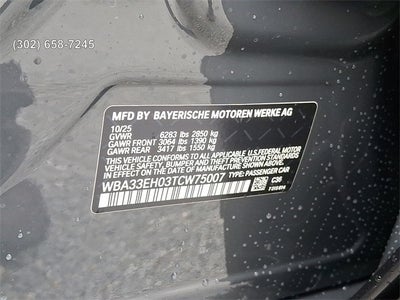 (302) 658-7245
MFD BY BAYERISCHE MOTOREN WERKE AG
10/25
GVWR 6283 lbs 2850 kg
GAWR FRONT 3064 lbs 1390 kg
GAWR REAR 3417 lbs 1550 kg
THIS VEHICLE CONFORMS TO ALL APPLICABLE U.S. FEDERAL MOTOR
VEHICLE SAFETY, BUMPER, AND THEFT PREVENTION STANDARDS IN
EFFECT ON THE DATE OF MANUFACTURE SHOWN ABOVE.
WBA33EH03TCW75007 TYPE: PASSENGER CAR
C36